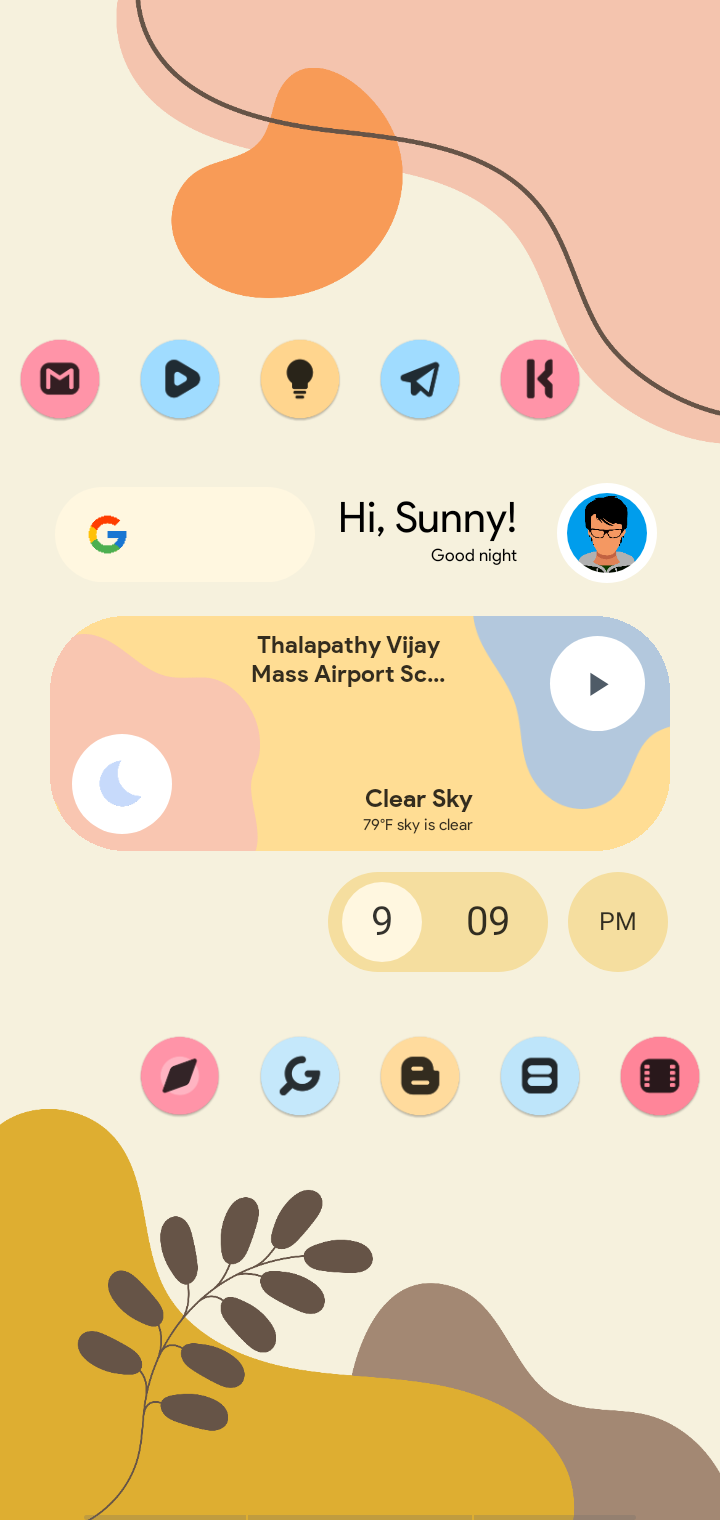 Hi, Sunny!
Good night
Thalapathy Vijay
Mass Airport Sc...
Clear Sky
79°F sky is clear
9 09 PM